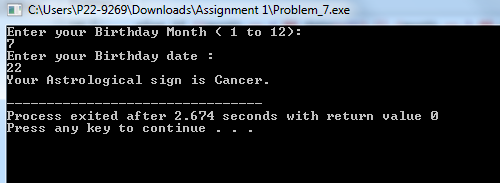 C:\Users\P22-9269\Downloads\Assignment 1\Problem_7.exe
Enter your Birthday Month ( 1 to 12):
7
Enter your Birthday date :
22
Your Astrological sign is Cancer.
--------------------------------
Process exited after 2.674 seconds with return value 0
Press any key to continue . . .